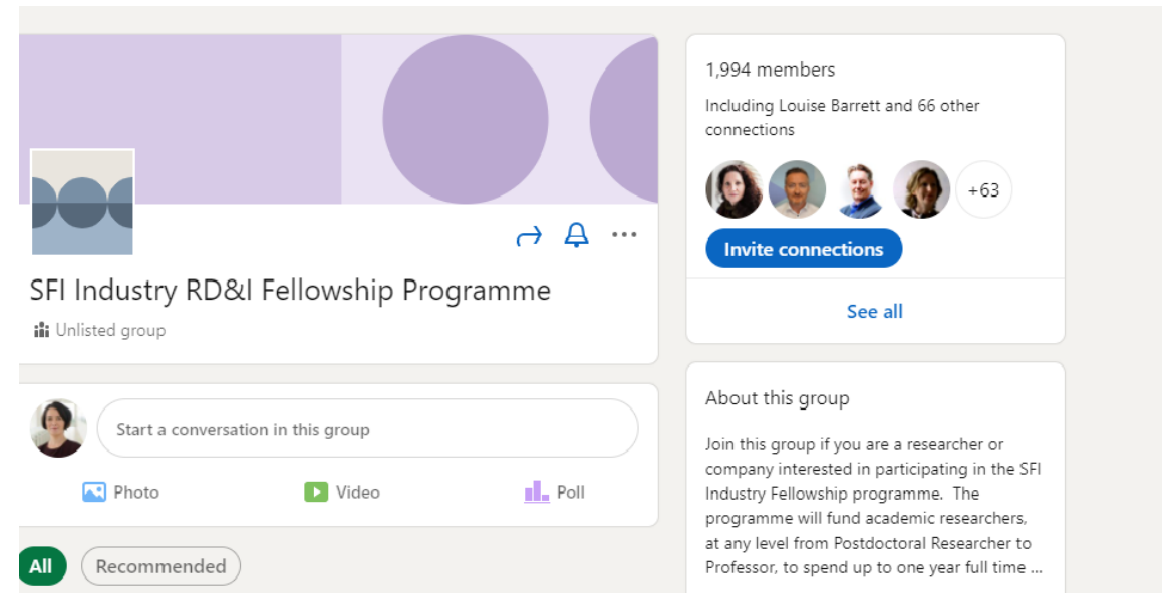 SFI Industry RD&I Fellowship Programme
Unlisted group
Start a conversation in this group
Photo
Video
Poll
All
Recommended
1,994 members
Including Louise Barrett and 66 other
connections
+63
Invite connections
See all
About this group
Join this group if you are a researcher or
company interested in participating in the SFI
Industry Fellowship programme.  The
programme will fund academic researchers,
at any level from Postdoctoral Researcher to
Professor, to spend up to one year full time ...